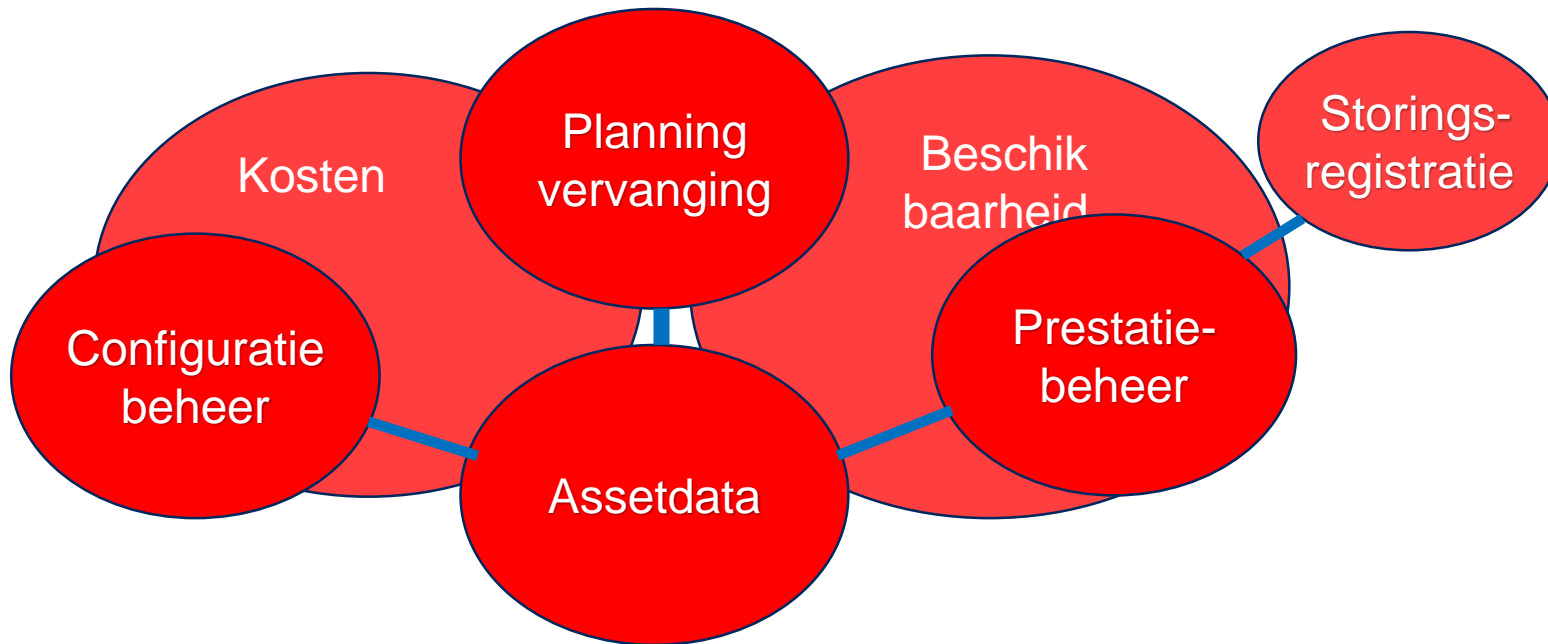 Kosten
Planning
vervanging
Beschik
baarheid
Storings-
registratie
Configuratie
beheer
Assetdata
Prestatie-
beheer